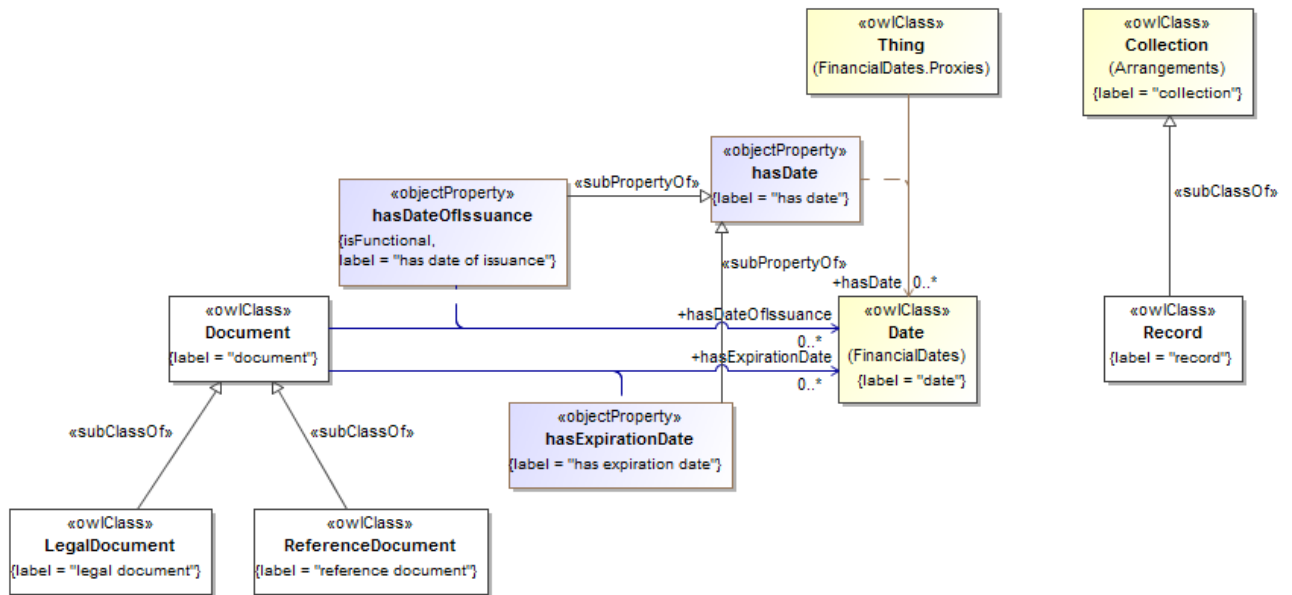 «owlClass»
Thing
(FinancialDates.Proxies)
«owlClass»
Collection
(Arrangements)
{label = "collection"}
«objectProperty»
hasDate
{label = "has date"}
«subPropertyOf»
«objectProperty»
hasDateOfIssuance
{isFunctional,
label = "has date of issuance"}
«subClassOf»
«subPropertyOf»
+hasDate 0..*
«owlClass»
Document
{label = "document"}
+hasDateOfIssuance
0..*
+hasExpirationDate
0..*
«owlClass»
Date
(FinancialDates)
{label = "date"}
«owlClass»
Record
{label = "record"}
«objectProperty»
hasExpirationDate
{label = "has expiration date"}
«subClassOf»
«subClassOf»
«owlClass»
LegalDocument
{label = "legal document"}
«owlClass»
ReferenceDocument
{label = "reference document"}